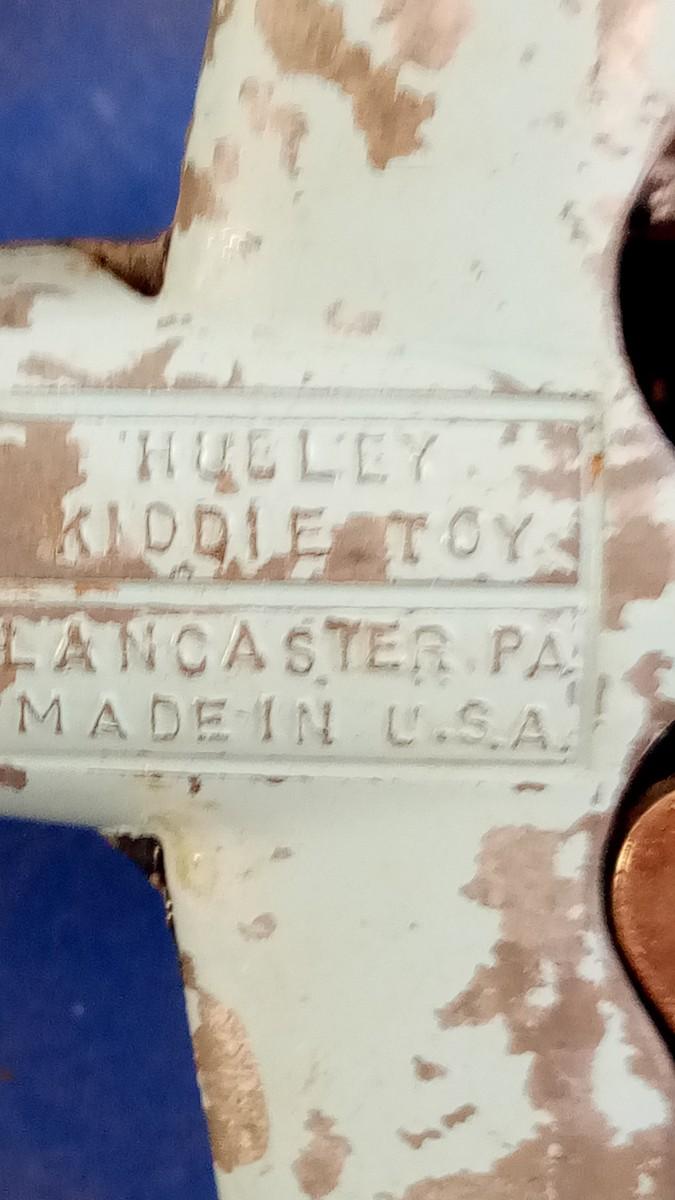 HUBLEY
KIDDIE TOY
LANCASTER PA
MADE IN U.S.A.